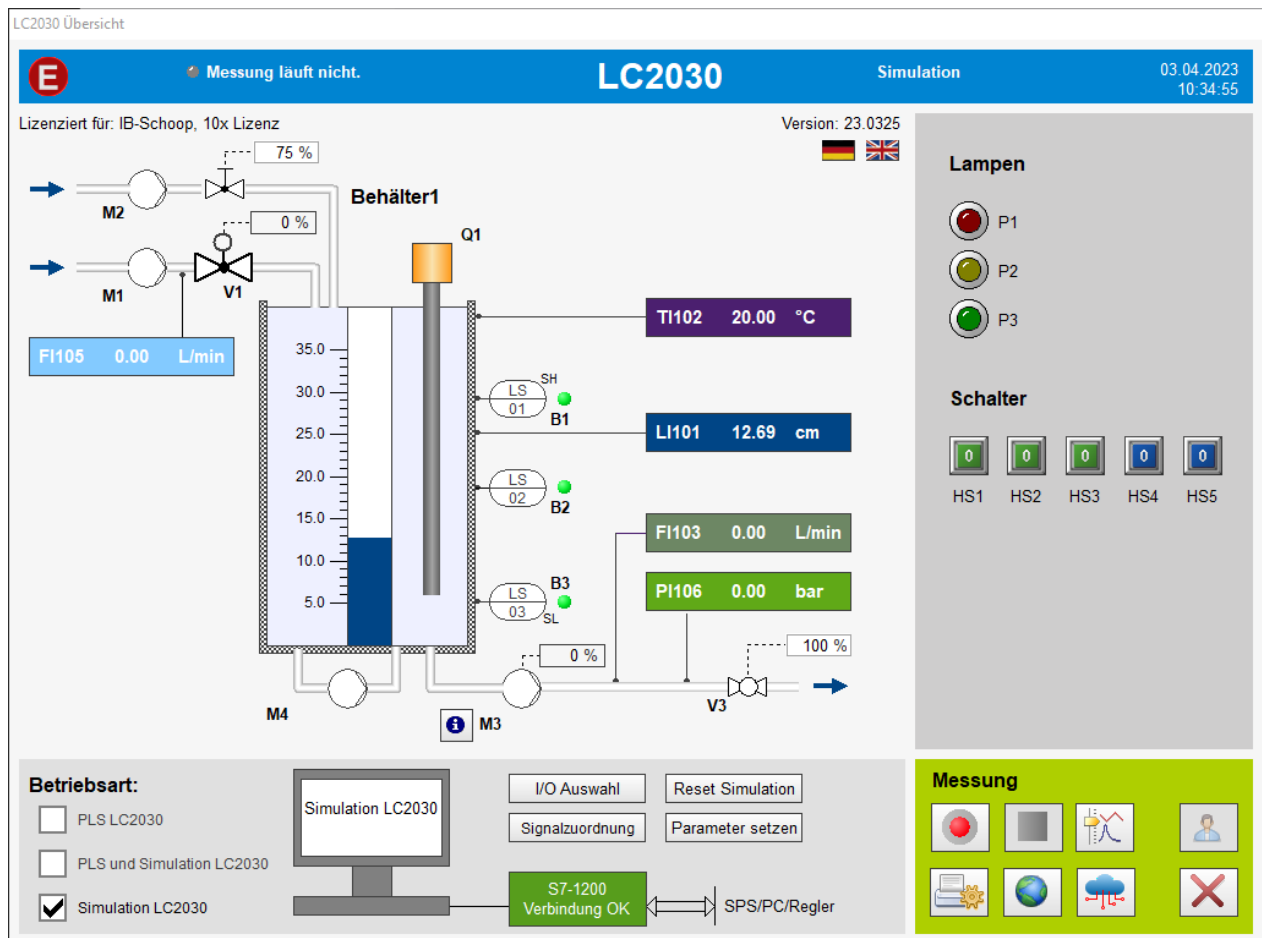 LC2030 Übersicht
E
Messung läuft nicht.
LC2030
Simulation
03.04.2023
10:34:55
Lizenziert für: IB-Schoop, 10x Lizenz
Version: 23.0325
75 %
M2
Behälter1
0 %
Q1
M1
V1
FI105 0.00 L/min
TI102 20.00 °C
35.0
30.0
25.0
20.0
15.0
10.0
5.0
LS
01
SH
B1
LI101 12.69 cm
LS
02
B2
FI103 0.00 L/min
PI106 0.00 bar
LS
03
B3
SL
0 %
100 %
M4
M3
V3
Lampen
P1
P2
P3
Schalter
0 0 0 0 0
HS1 HS2 HS3 HS4 HS5
Betriebsart:
PLS LC2030
PLS und Simulation LC2030
Simulation LC2030
Simulation LC2030
I/O Auswahl
Reset Simulation
Signalzuordnung
Parameter setzen
S7-1200
Verbindung OK
SPS/PC/Regler
Messung